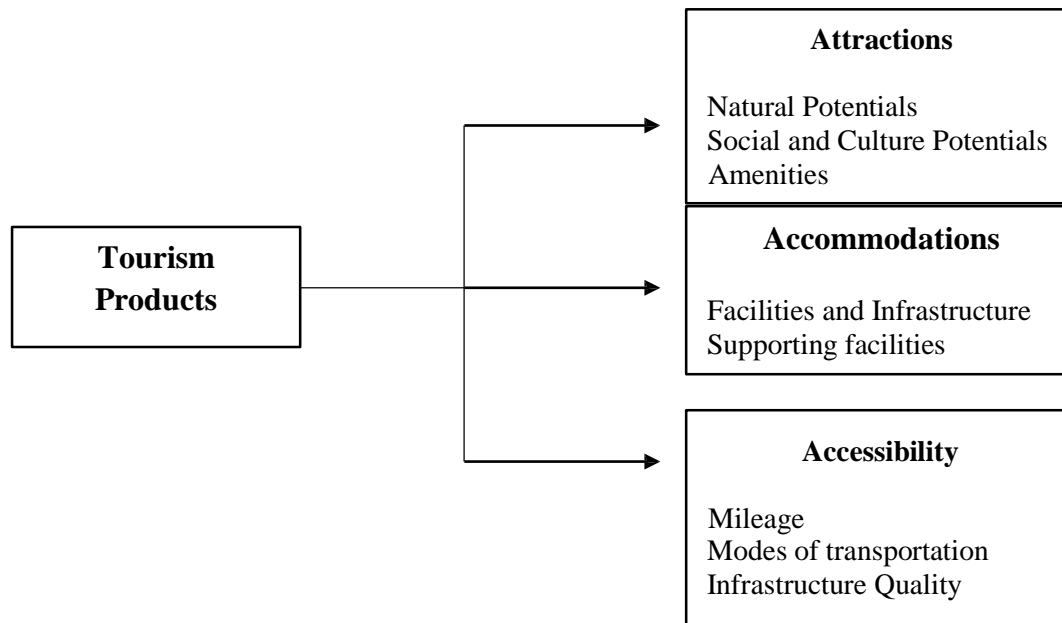 Attractions
Natural Potentials
Social and Culture Potentials
Amenities
Tourism
Products
Accommodations
Facilities and Infrastructure
Supporting facilities
Accessibility
Mileage
Modes of transportation
Infrastructure Quality